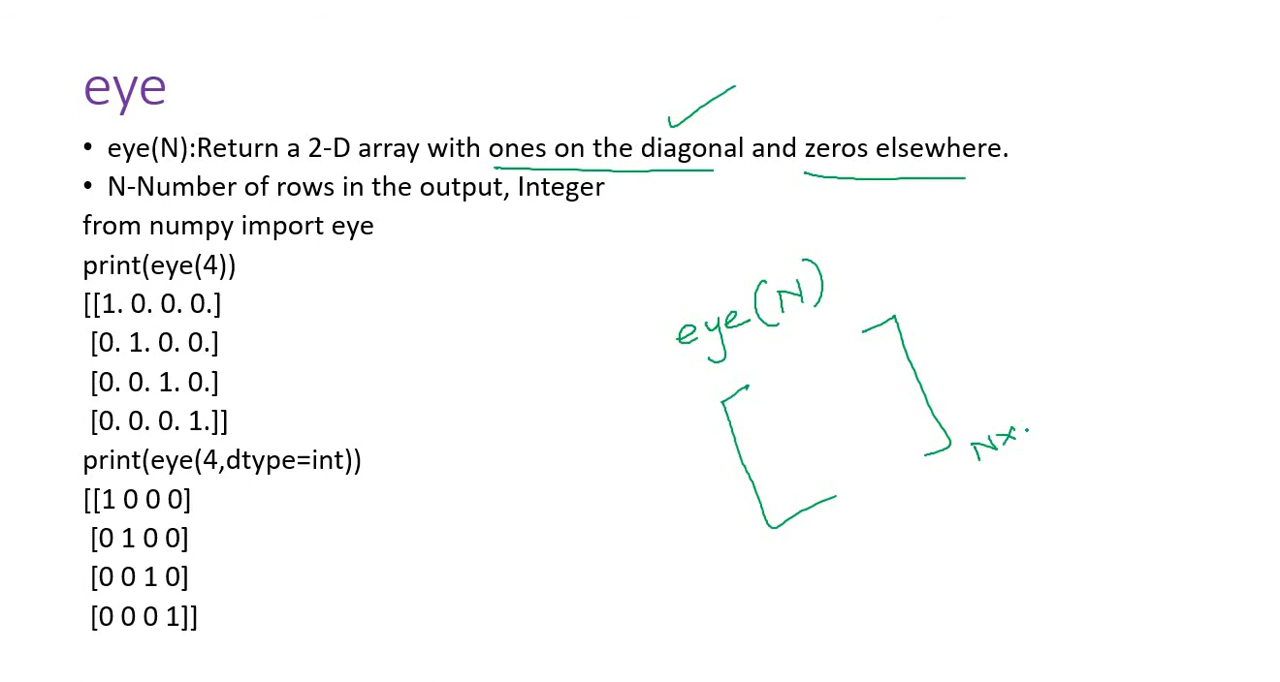 eye
• eye(N):Return a 2-D array with ones on the diagonal and zeros elsewhere.
• N-Number of rows in the output, Integer
from numpy import eye
print(eye(4))
[[1. 0. 0. 0.]
[0. 1. 0. 0.]
[0. 0. 1. 0.]
[0. 0. 0. 1.]]
print(eye(4,dtype=int))
[[1 0 0 0]
[0 1 0 0]
[0 0 1 0]
[0 0 0 1]]
eye(N)
[ ]
Nx.